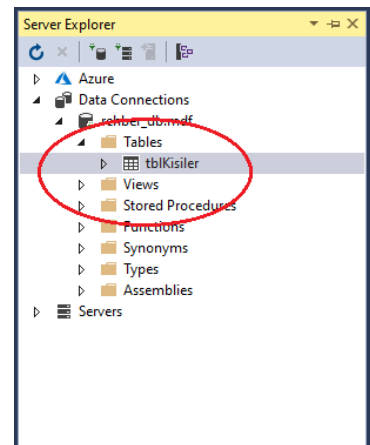 Server Explorer
Azure
Data Connections
rehber_db.mdf
Tables
tblKisiler
Views
Stored Procedures
Functions
Synonyms
Types
Assemblies
Servers